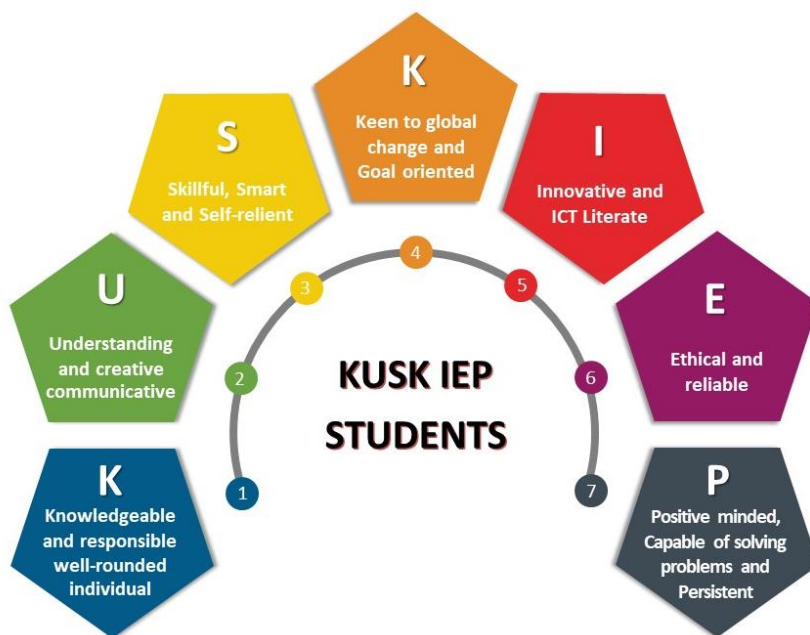 K
Knowledgeable
and responsible
well-rounded
individual
1
U
Understanding
and creative
communicative
2
S
Skillful, Smart
and Self-relient
3
K
Keen to global
change and
Goal oriented
4
I
Innovative and
ICT Literate
5
E
Ethical and
reliable
6
P
Positive minded,
Capable of solving
problems and
Persistent
7
KUSK IEP
STUDENTS